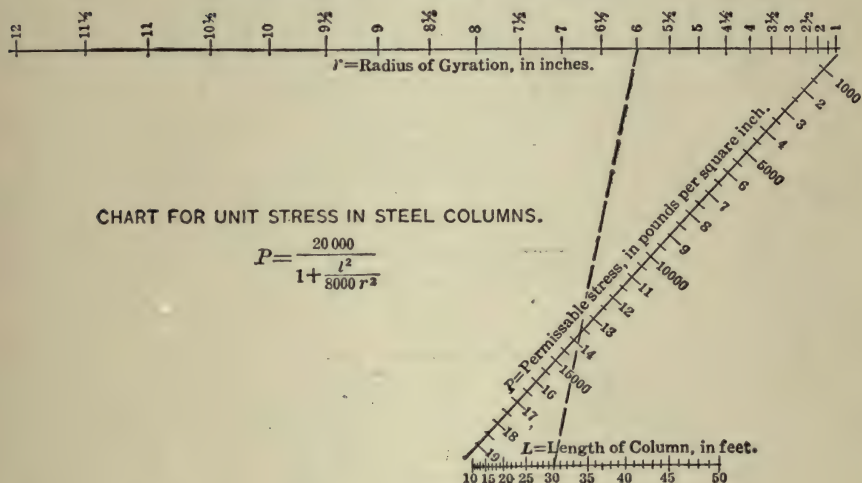 12 11½ 11 10½ 10 9½ 9 8½ 8 7½ 7 6½ 6 5½ 5 4½ 4 3½ 3 2½ 2 1
r=Radius of Gyration, in inches.
CHART FOR UNIT STRESS IN STEEL COLUMNS.
P= 20 000
1+ l²
8000 r²
P=Permissable stress, in pounds per square inch.
1000 2 3 4 5000 6 7 8 9 10000 11 12 13 14 15000 16 17 18 19
L=Length of Column, in feet.
10 15 20 25 30 35 40 45 50